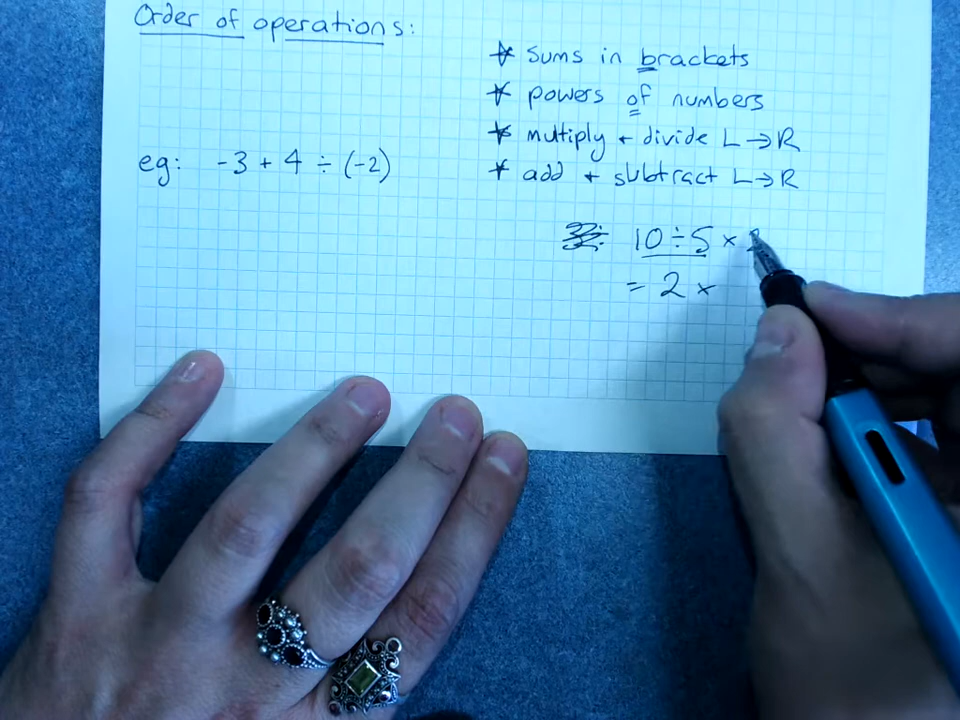 Order of operations:
* sums in brackets
* powers of numbers
* multiply + divide L→R
* add + subtract L→R
eg: -3 + 4 ÷ (-2)
10 ÷ 5 ×
= 2 ×